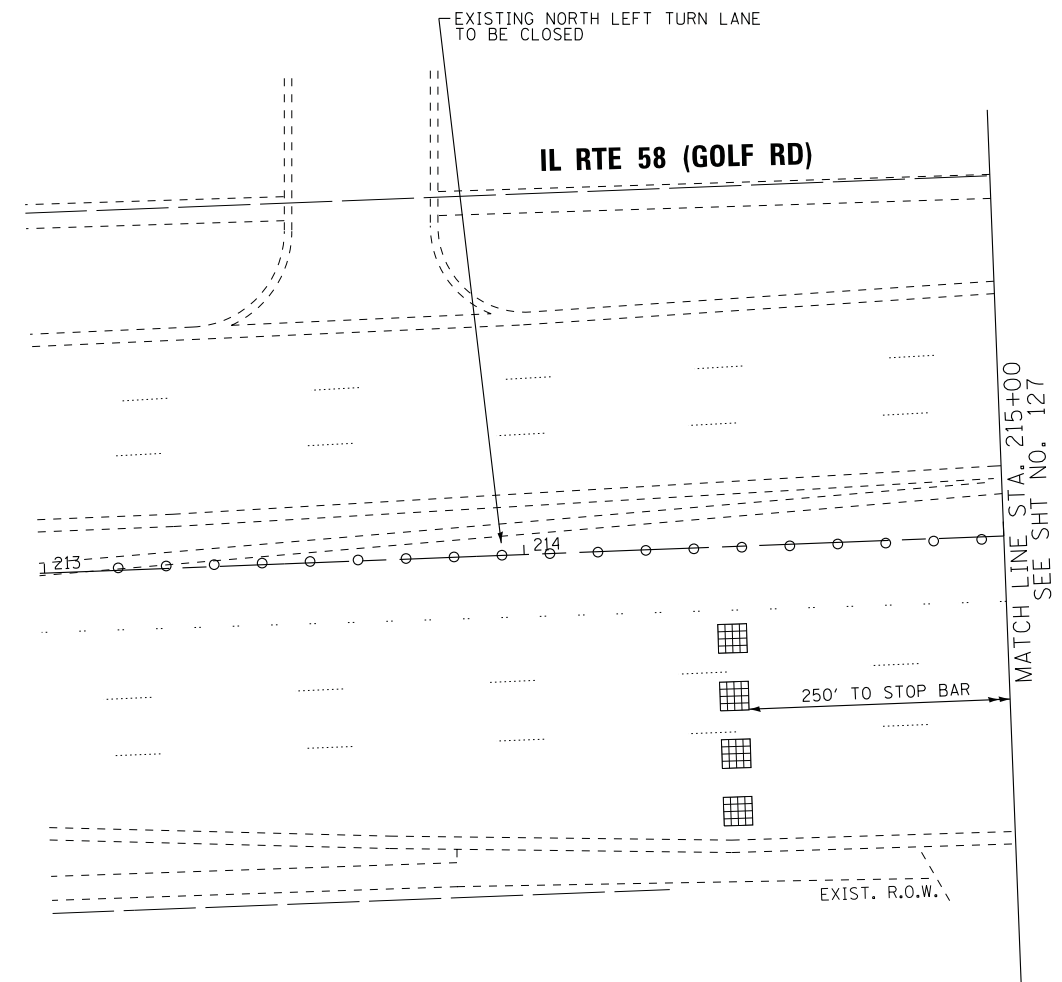 EXISTING NORTH LEFT TURN LANE
TO BE CLOSED
IL RTE 58 (GOLF RD)
213
214
250' TO STOP BAR
EXIST. R.O.W.
MATCH LINE STA. 215+00
SEE SHT NO. 127